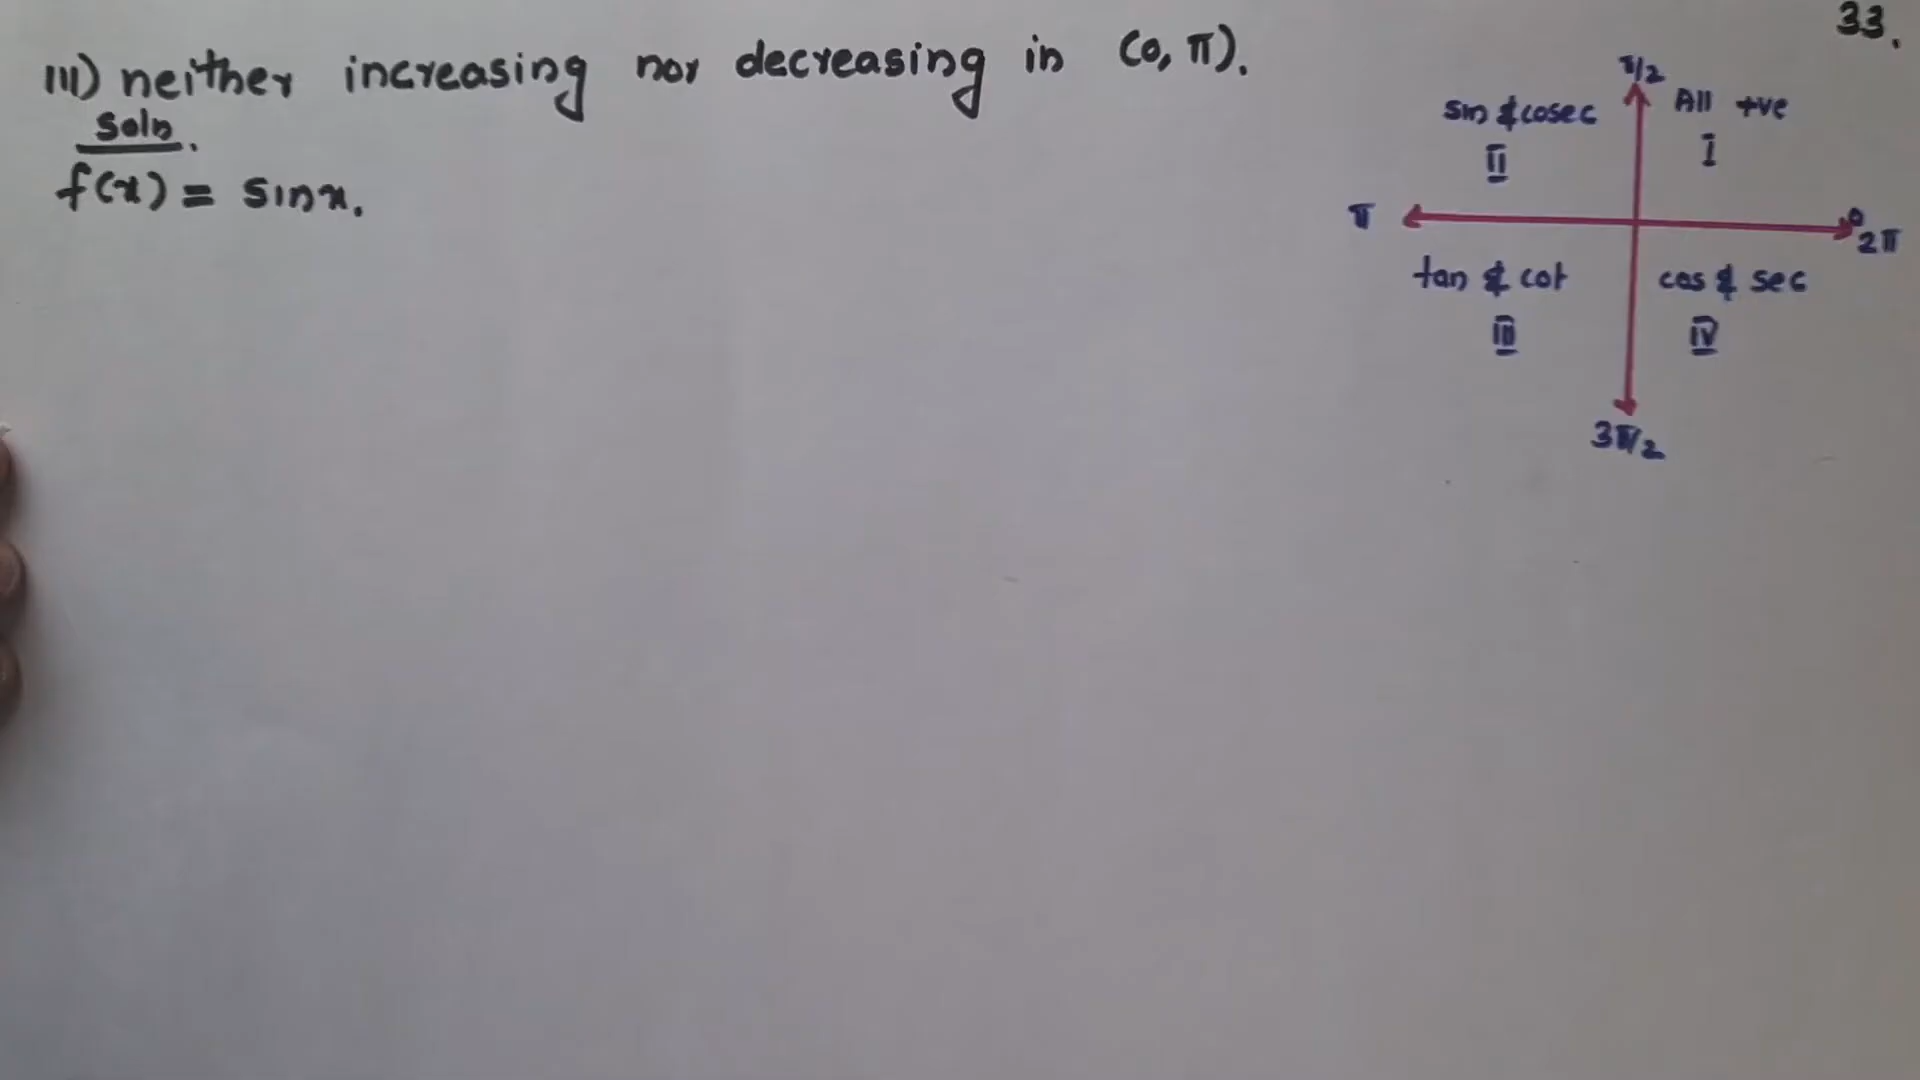 33.
III) neither increasing nor decreasing in (0, π).
soln.
f(x) = sinx.
π/2
sin & cosec
All +ve
II
I
π
0
2π
tan & cot
cos & sec
III
IV
3π/2